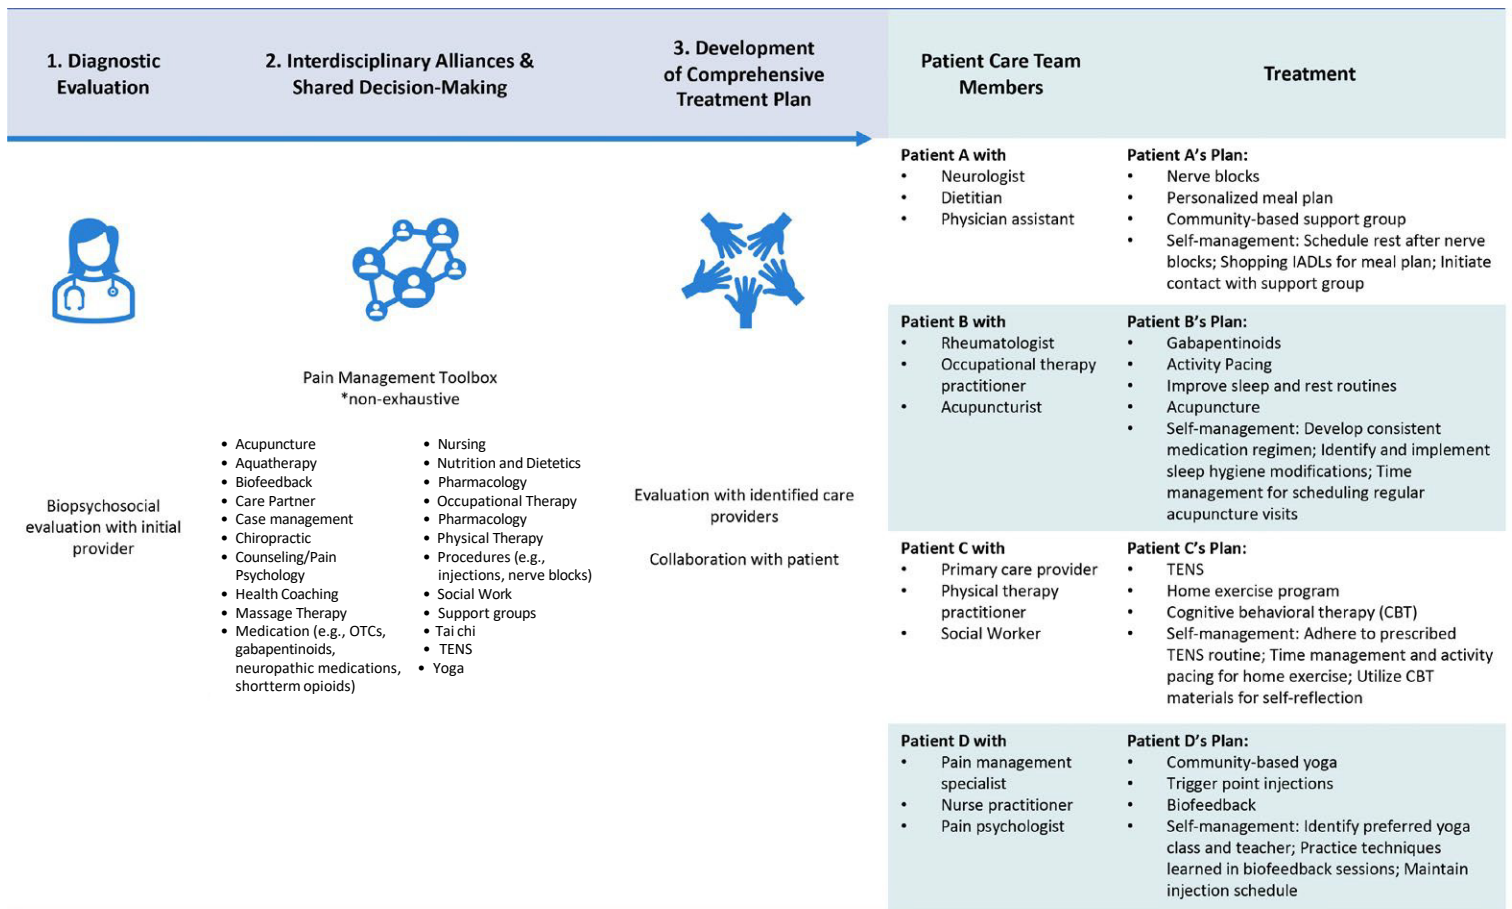 1. Diagnostic
Evaluation
2. Interdisciplinary Alliances &
Shared Decision-Making
3. Development
of Comprehensive
Treatment Plan
Patient Care Team
Members
Treatment
Biopsychosocial
evaluation with initial
provider
Pain Management Toolbox
*non-exhaustive
• Acupuncture
• Aquatherapy
• Biofeedback
• Care Partner
• Case management
• Chiropractic
• Counseling/Pain
Psychology
• Health Coaching
• Massage Therapy
• Medication (e.g., OTCs,
gabapentinoids,
neuropathic medications,
shortterm opioids)
• Nursing
• Nutrition and Dietetics
• Pharmacology
• Occupational Therapy
• Pharmacology
• Physical Therapy
• Procedures (e.g.,
injections, nerve blocks)
• Social Work
• Support groups
• Tai chi
• TENS
• Yoga
Evaluation with identified care
providers
Collaboration with patient
Patient A with
• Neurologist
• Dietitian
• Physician assistant
Patient A's Plan:
• Nerve blocks
• Personalized meal plan
• Community-based support group
• Self-management: Schedule rest after nerve
blocks; Shopping IADLs for meal plan; Initiate
contact with support group
Patient B with
• Rheumatologist
• Occupational therapy
practitioner
• Acupuncturist
Patient B's Plan:
• Gabapentinoids
• Activity Pacing
• Improve sleep and rest routines
• Acupuncture
• Self-management: Develop consistent
medication regimen; Identify and implement
sleep hygiene modifications; Time
management for scheduling regular
acupuncture visits
Patient C with
• Primary care provider
• Physical therapy
practitioner
• Social Worker
Patient C's Plan:
• TENS
• Home exercise program
• Cognitive behavioral therapy (CBT)
• Self-management: Adhere to prescribed
TENS routine; Time management and activity
pacing for home exercise; Utilize CBT
materials for self-reflection
Patient D with
• Pain management
specialist
• Nurse practitioner
• Pain psychologist
Patient D's Plan:
• Community-based yoga
• Trigger point injections
• Biofeedback
• Self-management: Identify preferred yoga
class and teacher; Practice techniques
learned in biofeedback sessions; Maintain
injection schedule